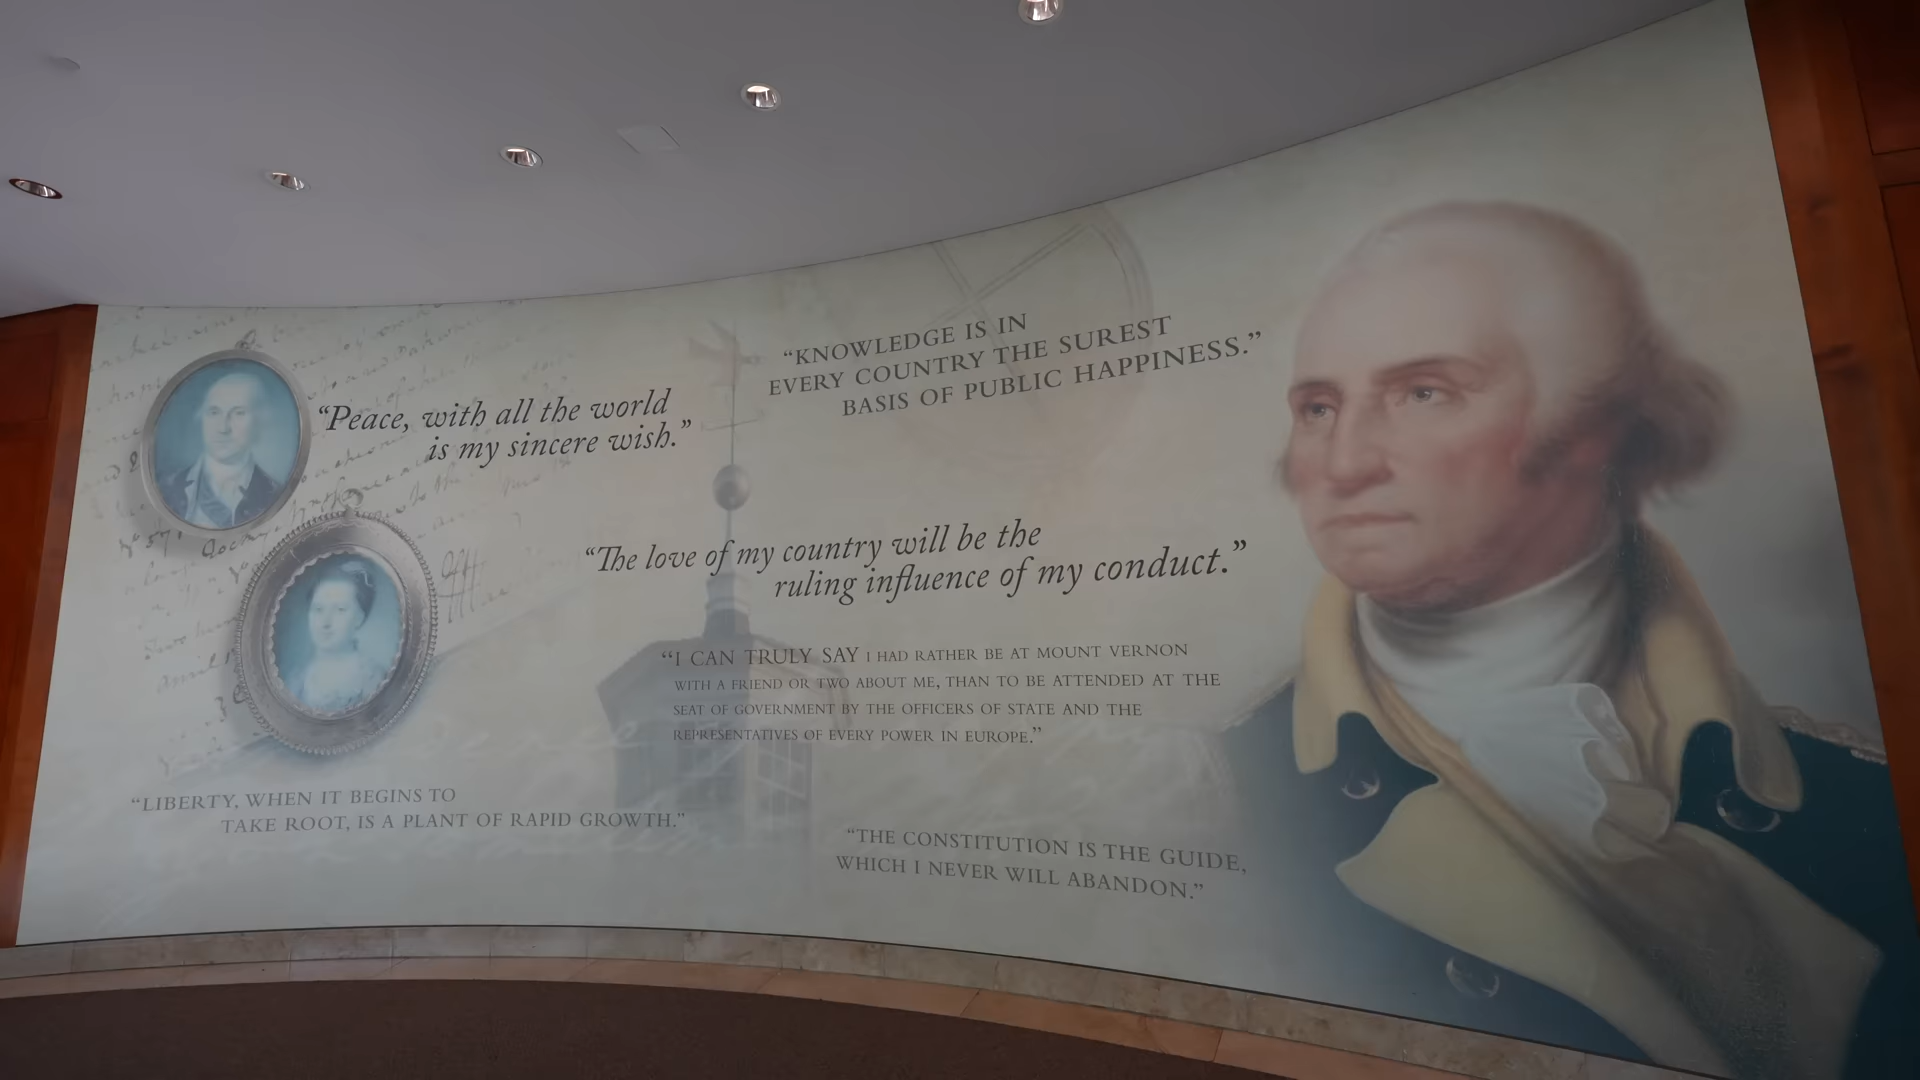 “Peace, with all the world
is my sincere wish.”
“KNOWLEDGE IS IN
EVERY COUNTRY THE SUREST
BASIS OF PUBLIC HAPPINESS.”
“The love of my country will be the
ruling influence of my conduct.”
“I CAN TRULY SAY I HAD RATHER BE AT MOUNT VERNON
WITH A FRIEND OR TWO ABOUT ME, THAN TO BE ATTENDED AT THE
SEAT OF GOVERNMENT BY THE OFFICERS OF STATE AND THE
REPRESENTATIVES OF EVERY POWER IN EUROPE.”
“LIBERTY, WHEN IT BEGINS TO
TAKE ROOT, IS A PLANT OF RAPID GROWTH.”
“THE CONSTITUTION IS THE GUIDE,
WHICH I NEVER WILL ABANDON.”